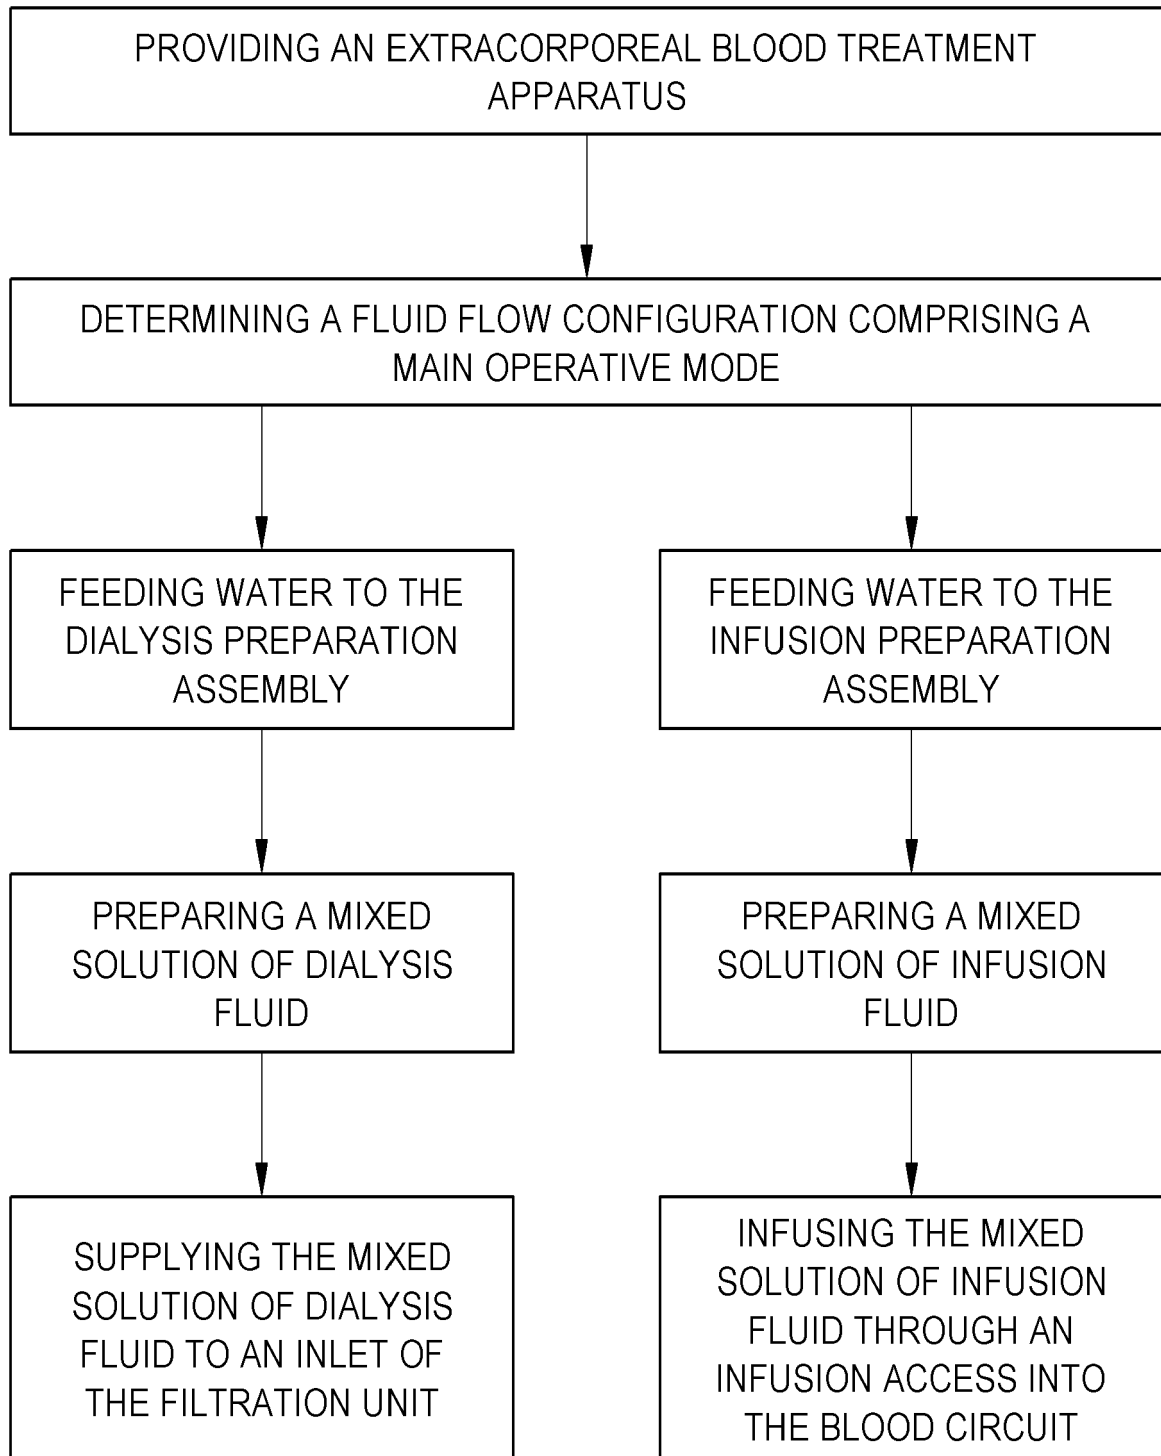 PROVIDING AN EXTRACORPOREAL BLOOD TREATMENT
APPARATUS
DETERMINING A FLUID FLOW CONFIGURATION COMPRISING A
MAIN OPERATIVE MODE
FEEDING WATER TO THE
DIALYSIS PREPARATION
ASSEMBLY
FEEDING WATER TO THE
INFUSION PREPARATION
ASSEMBLY
PREPARING A MIXED
SOLUTION OF DIALYSIS
FLUID
PREPARING A MIXED
SOLUTION OF INFUSION
FLUID
SUPPLYING THE MIXED
SOLUTION OF DIALYSIS
FLUID TO AN INLET OF
THE FILTRATION UNIT
INFUSING THE MIXED
SOLUTION OF INFUSION
FLUID THROUGH AN
INFUSION ACCESS INTO
THE BLOOD CIRCUIT